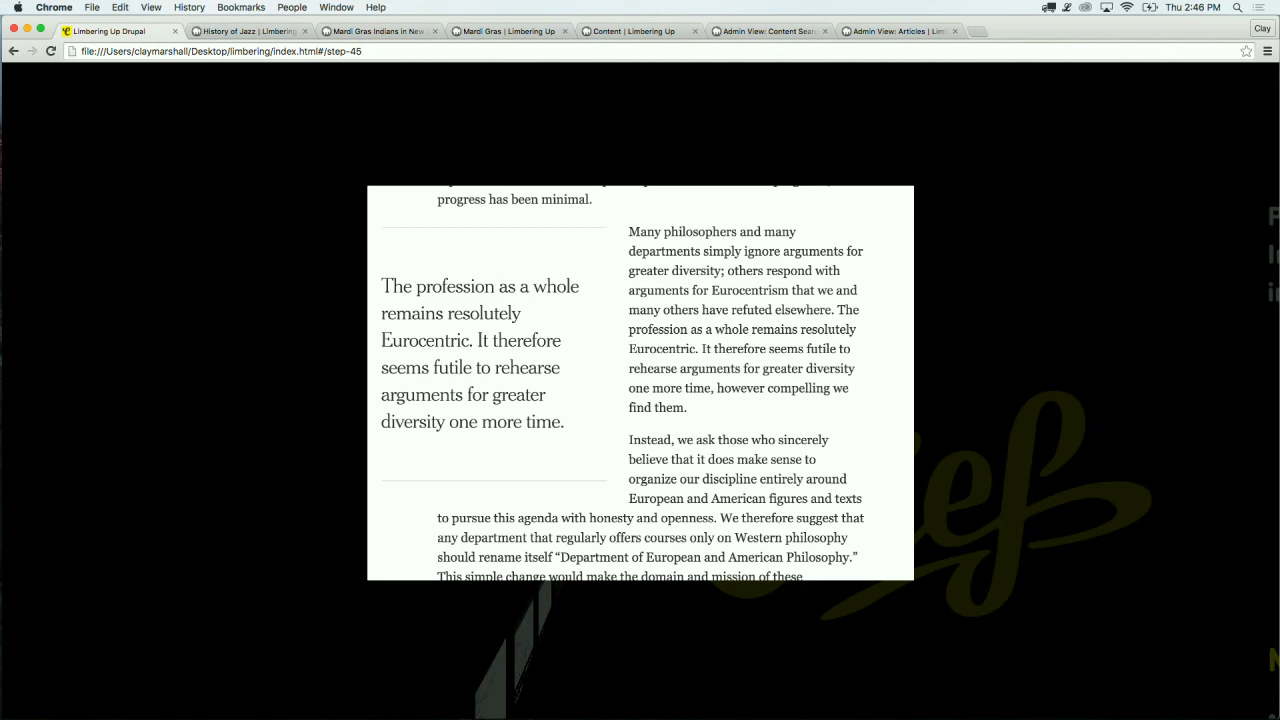 Chrome File Edit View History Bookmarks People Window Help Thu 2:46 PM
Limbering Up Drupal History of Jazz | Limbering Mardi Gras Indians in New Mardi Gras | Limbering Up Content | Limbering Up Admin View: Content Sear Admin View: Articles | Lim Clay
file:///Users/claymarshall/Desktop/limbering/index.html#/step-45
progress has been minimal.
The profession as a whole
remains resolutely
Eurocentric. It therefore
seems futile to rehearse
arguments for greater
diversity one more time.
Many philosophers and many
departments simply ignore arguments for
greater diversity; others respond with
arguments for Eurocentrism that we and
many others have refuted elsewhere. The
profession as a whole remains resolutely
Eurocentric. It therefore seems futile to
rehearse arguments for greater diversity
one more time, however compelling we
find them.
Instead, we ask those who sincerely
believe that it does make sense to
organize our discipline entirely around
European and American figures and texts
to pursue this agenda with honesty and openness. We therefore suggest that
any department that regularly offers courses only on Western philosophy
should rename itself “Department of European and American Philosophy.”
This simple change would make the domain and mission of these